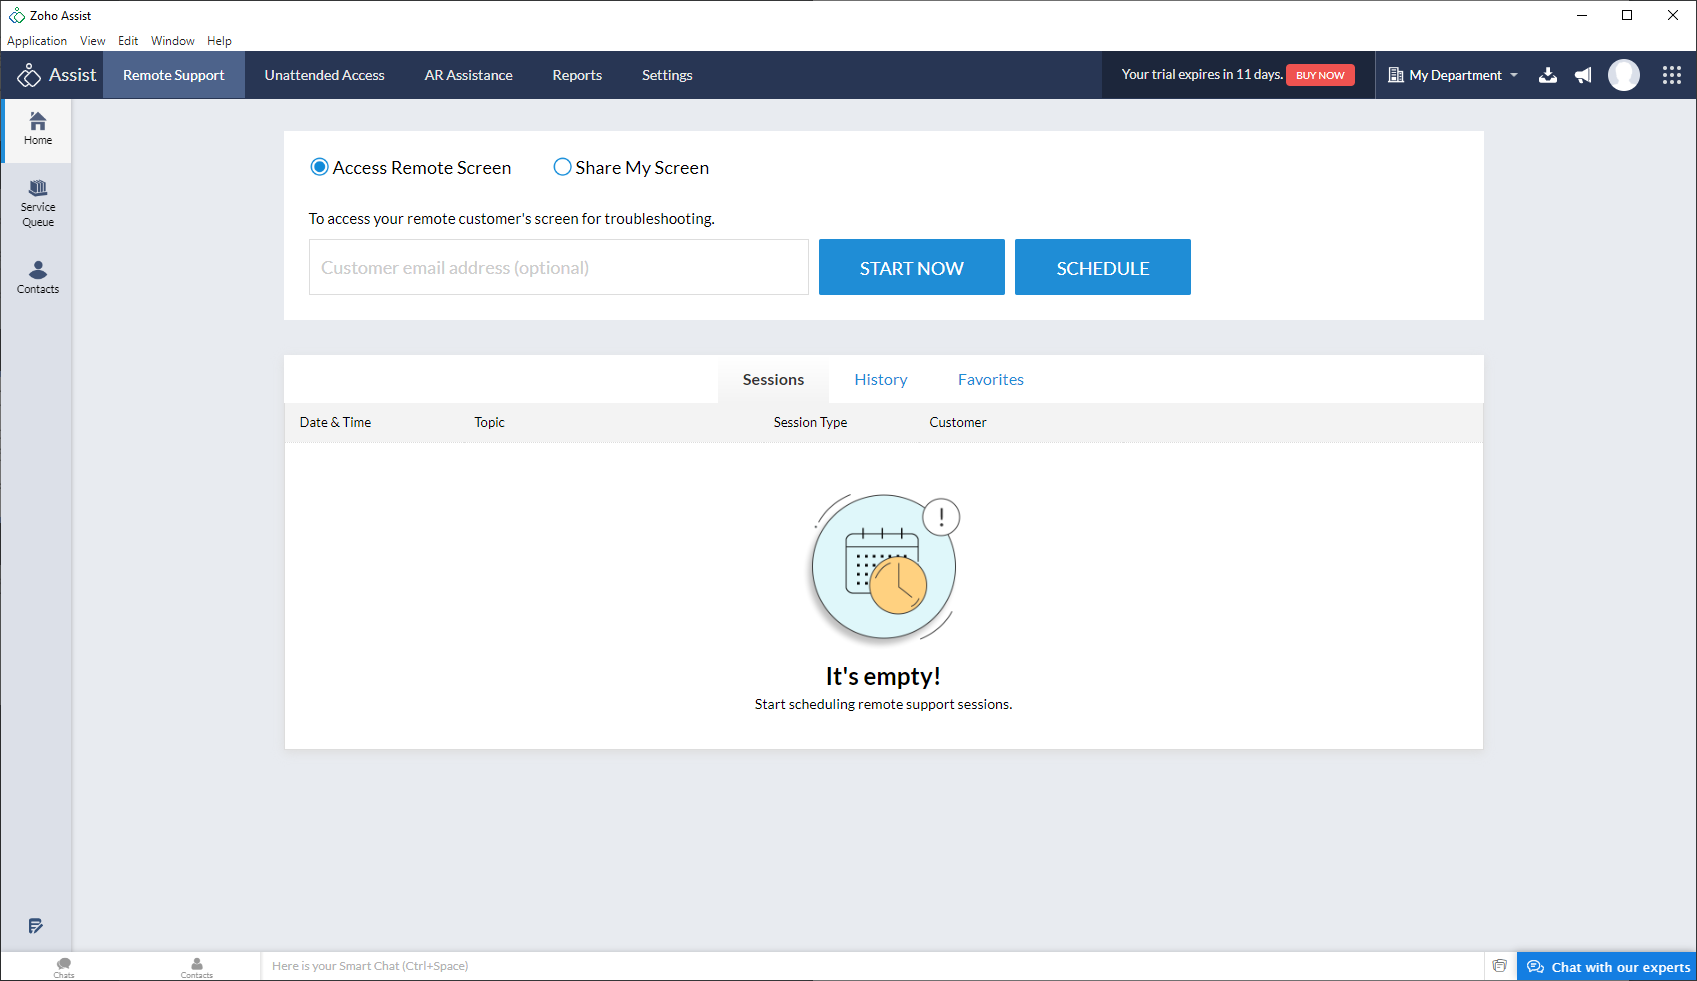 Zoho Assist
Application View Edit Window Help
Assist Remote Support Unattended Access AR Assistance Reports Settings Your trial expires in 11 days. BUY NOW My Department
Home
Service
Queue
Contacts
Access Remote Screen Share My Screen
To access your remote customer's screen for troubleshooting.
Customer email address (optional) START NOW SCHEDULE
Sessions History Favorites
Date & Time Topic Session Type Customer
!
It's empty!
Start scheduling remote support sessions.
Chats Contacts Here is your Smart Chat (Ctrl+Space) Chat with our experts